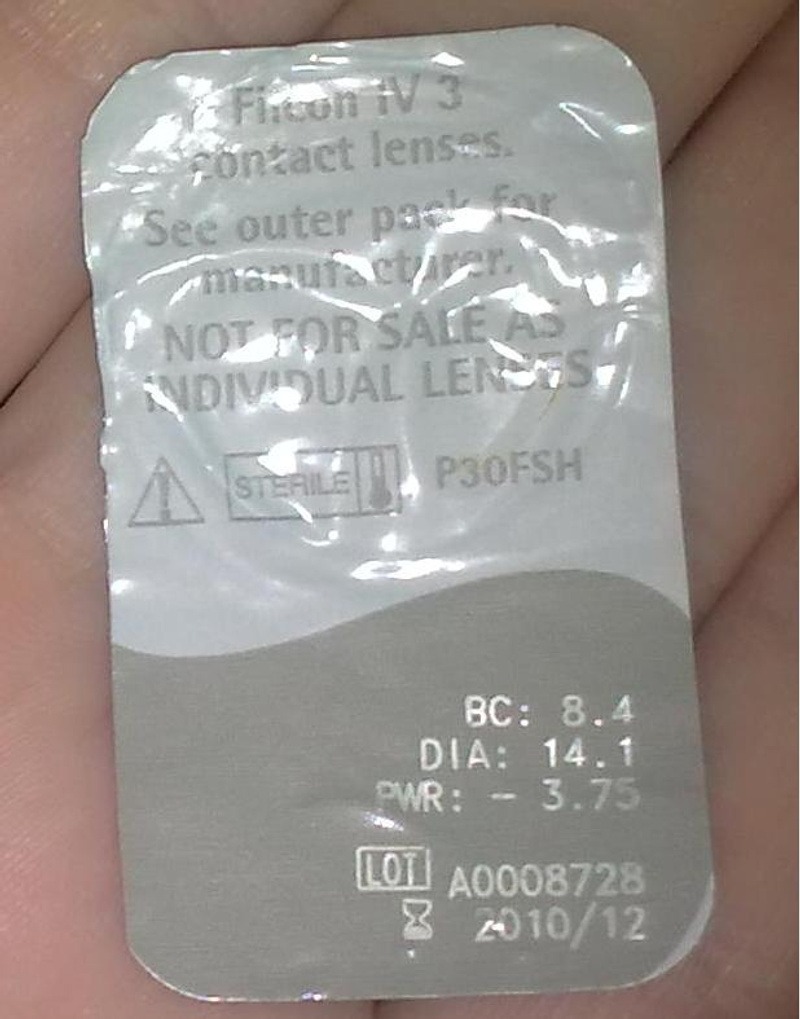 Filcon IV 3
contact lenses.
See outer pack for
manufacturer.
NOT FOR SALE AS
INDIVIDUAL LENSES
STERILE P30FSH
BC: 8.4
DIA: 14.1
PWR: - 3.75
LOT A0008728
2010/12